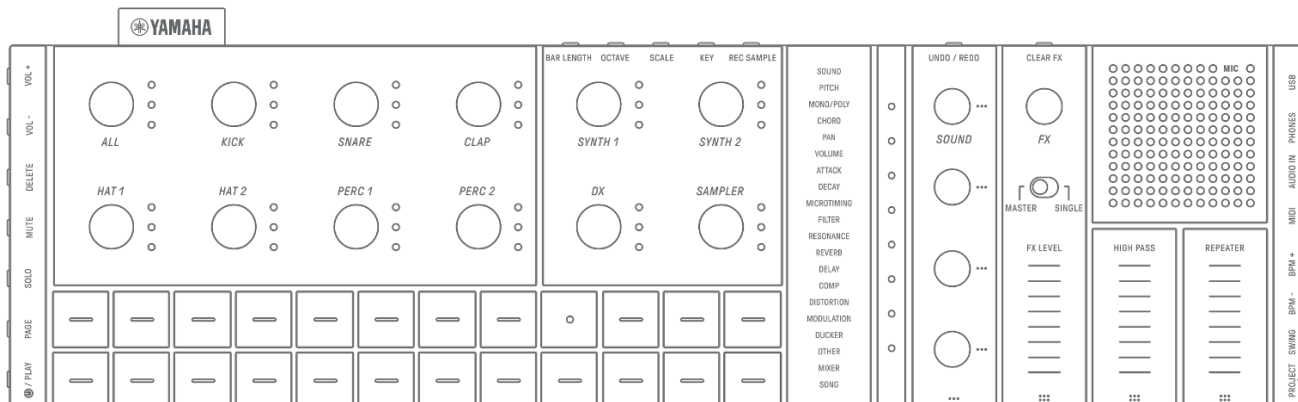 YAMAHA
BAR LENGTH OCTAVE SCALE KEY REC SAMPLE
UNDO / REDO
CLEAR FX
MIC
VOL +
VOL -
DELETE
MUTE
SOLO
PAGE
/ PLAY
ALL KICK SNARE CLAP SYNTH 1 SYNTH 2
HAT 1 HAT 2 PERC 1 PERC 2 DX SAMPLER
SOUND
PITCH
MONO/POLY
CHORD
PAN
VOLUME
ATTACK
DECAY
MICROTIMING
FILTER
RESONANCE
REVERB
DELAY
COMP
DISTORTION
MODULATION
DUCKER
OTHER
MIXER
SONG
SOUND
FX
MASTER SINGLE
FX LEVEL
HIGH PASS
REPEATER
USB
PHONES
AUDIO IN
MIDI
BPM +
BPM -
SWING
PROJECT